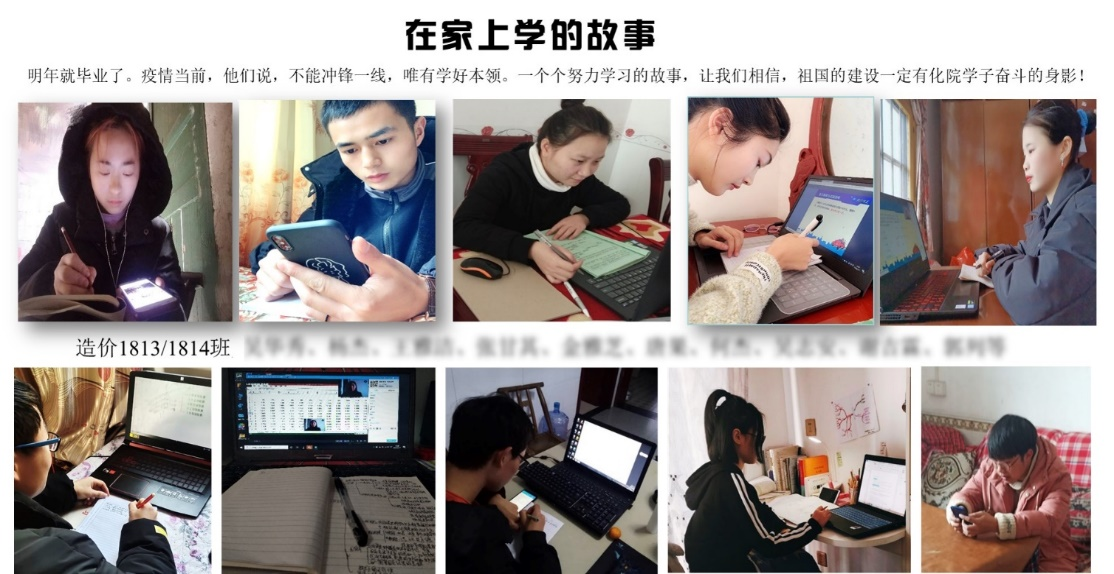 在家上学的故事
明年就毕业了。疫情当前，他们说，不能冲锋一线，唯有学好本领。一个个努力学习的故事，让我们相信，祖国的建设一定有化院学子奋斗的身影！
造价1813/1814班